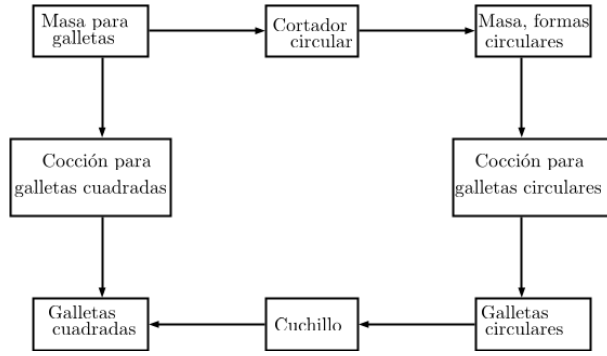 Masa para
galletas
Cortador
circular
Masa, formas
circulares
Cocción para
galletas cuadradas
Cocción para
galletas circulares
Galletas
cuadradas
Cuchillo
Galletas
circulares